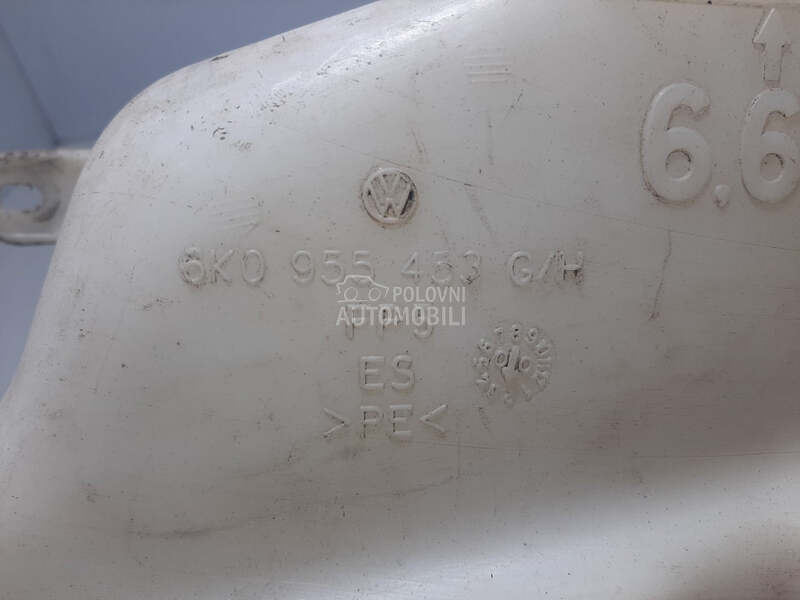 6.6
VW
6K0 955 453 G/H
POLOVNI
AUTOMOBILI
ES
>PE<